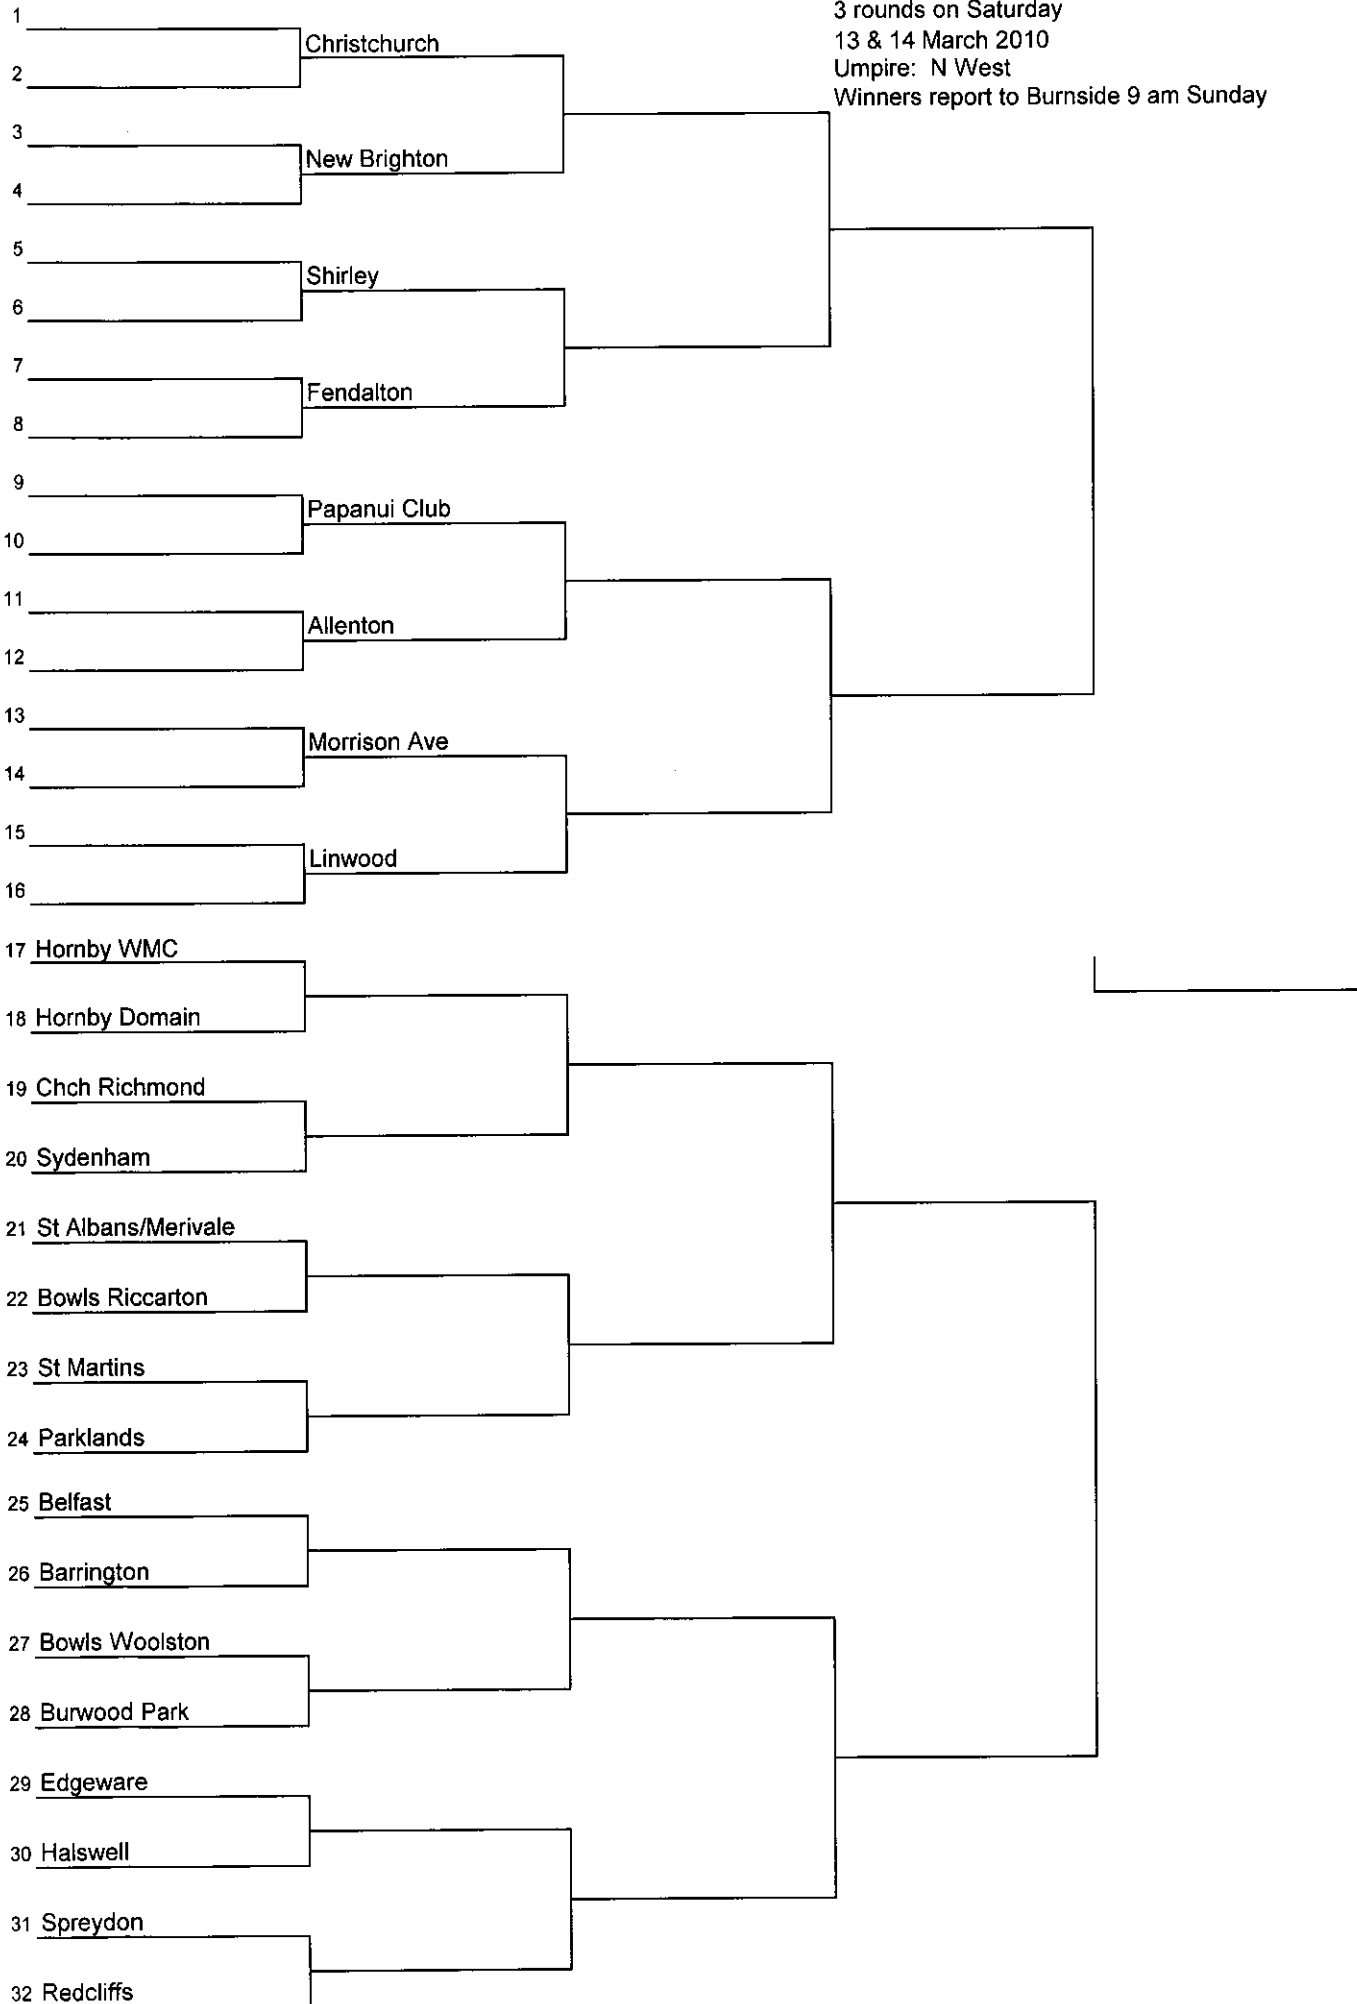 3 rounds on Saturday
13 & 14 March 2010
Umpire: N West
Winners report to Burnside 9 am Sunday
1
Christchurch
2
3
New Brighton
4
5
Shirley
6
7
Fendalton
8
9
Papanui Club
10
11
Allenton
12
13
Morrison Ave
14
15
Linwood
16
17 Hornby WMC
18 Hornby Domain
19 Chch Richmond
20 Sydenham
21 St Albans/Merivale
22 Bowls Riccarton
23 St Martins
24 Parklands
25 Belfast
26 Barrington
27 Bowls Woolston
28 Burwood Park
29 Edgeware
30 Halswell
31 Spreydon
32 Redcliffs